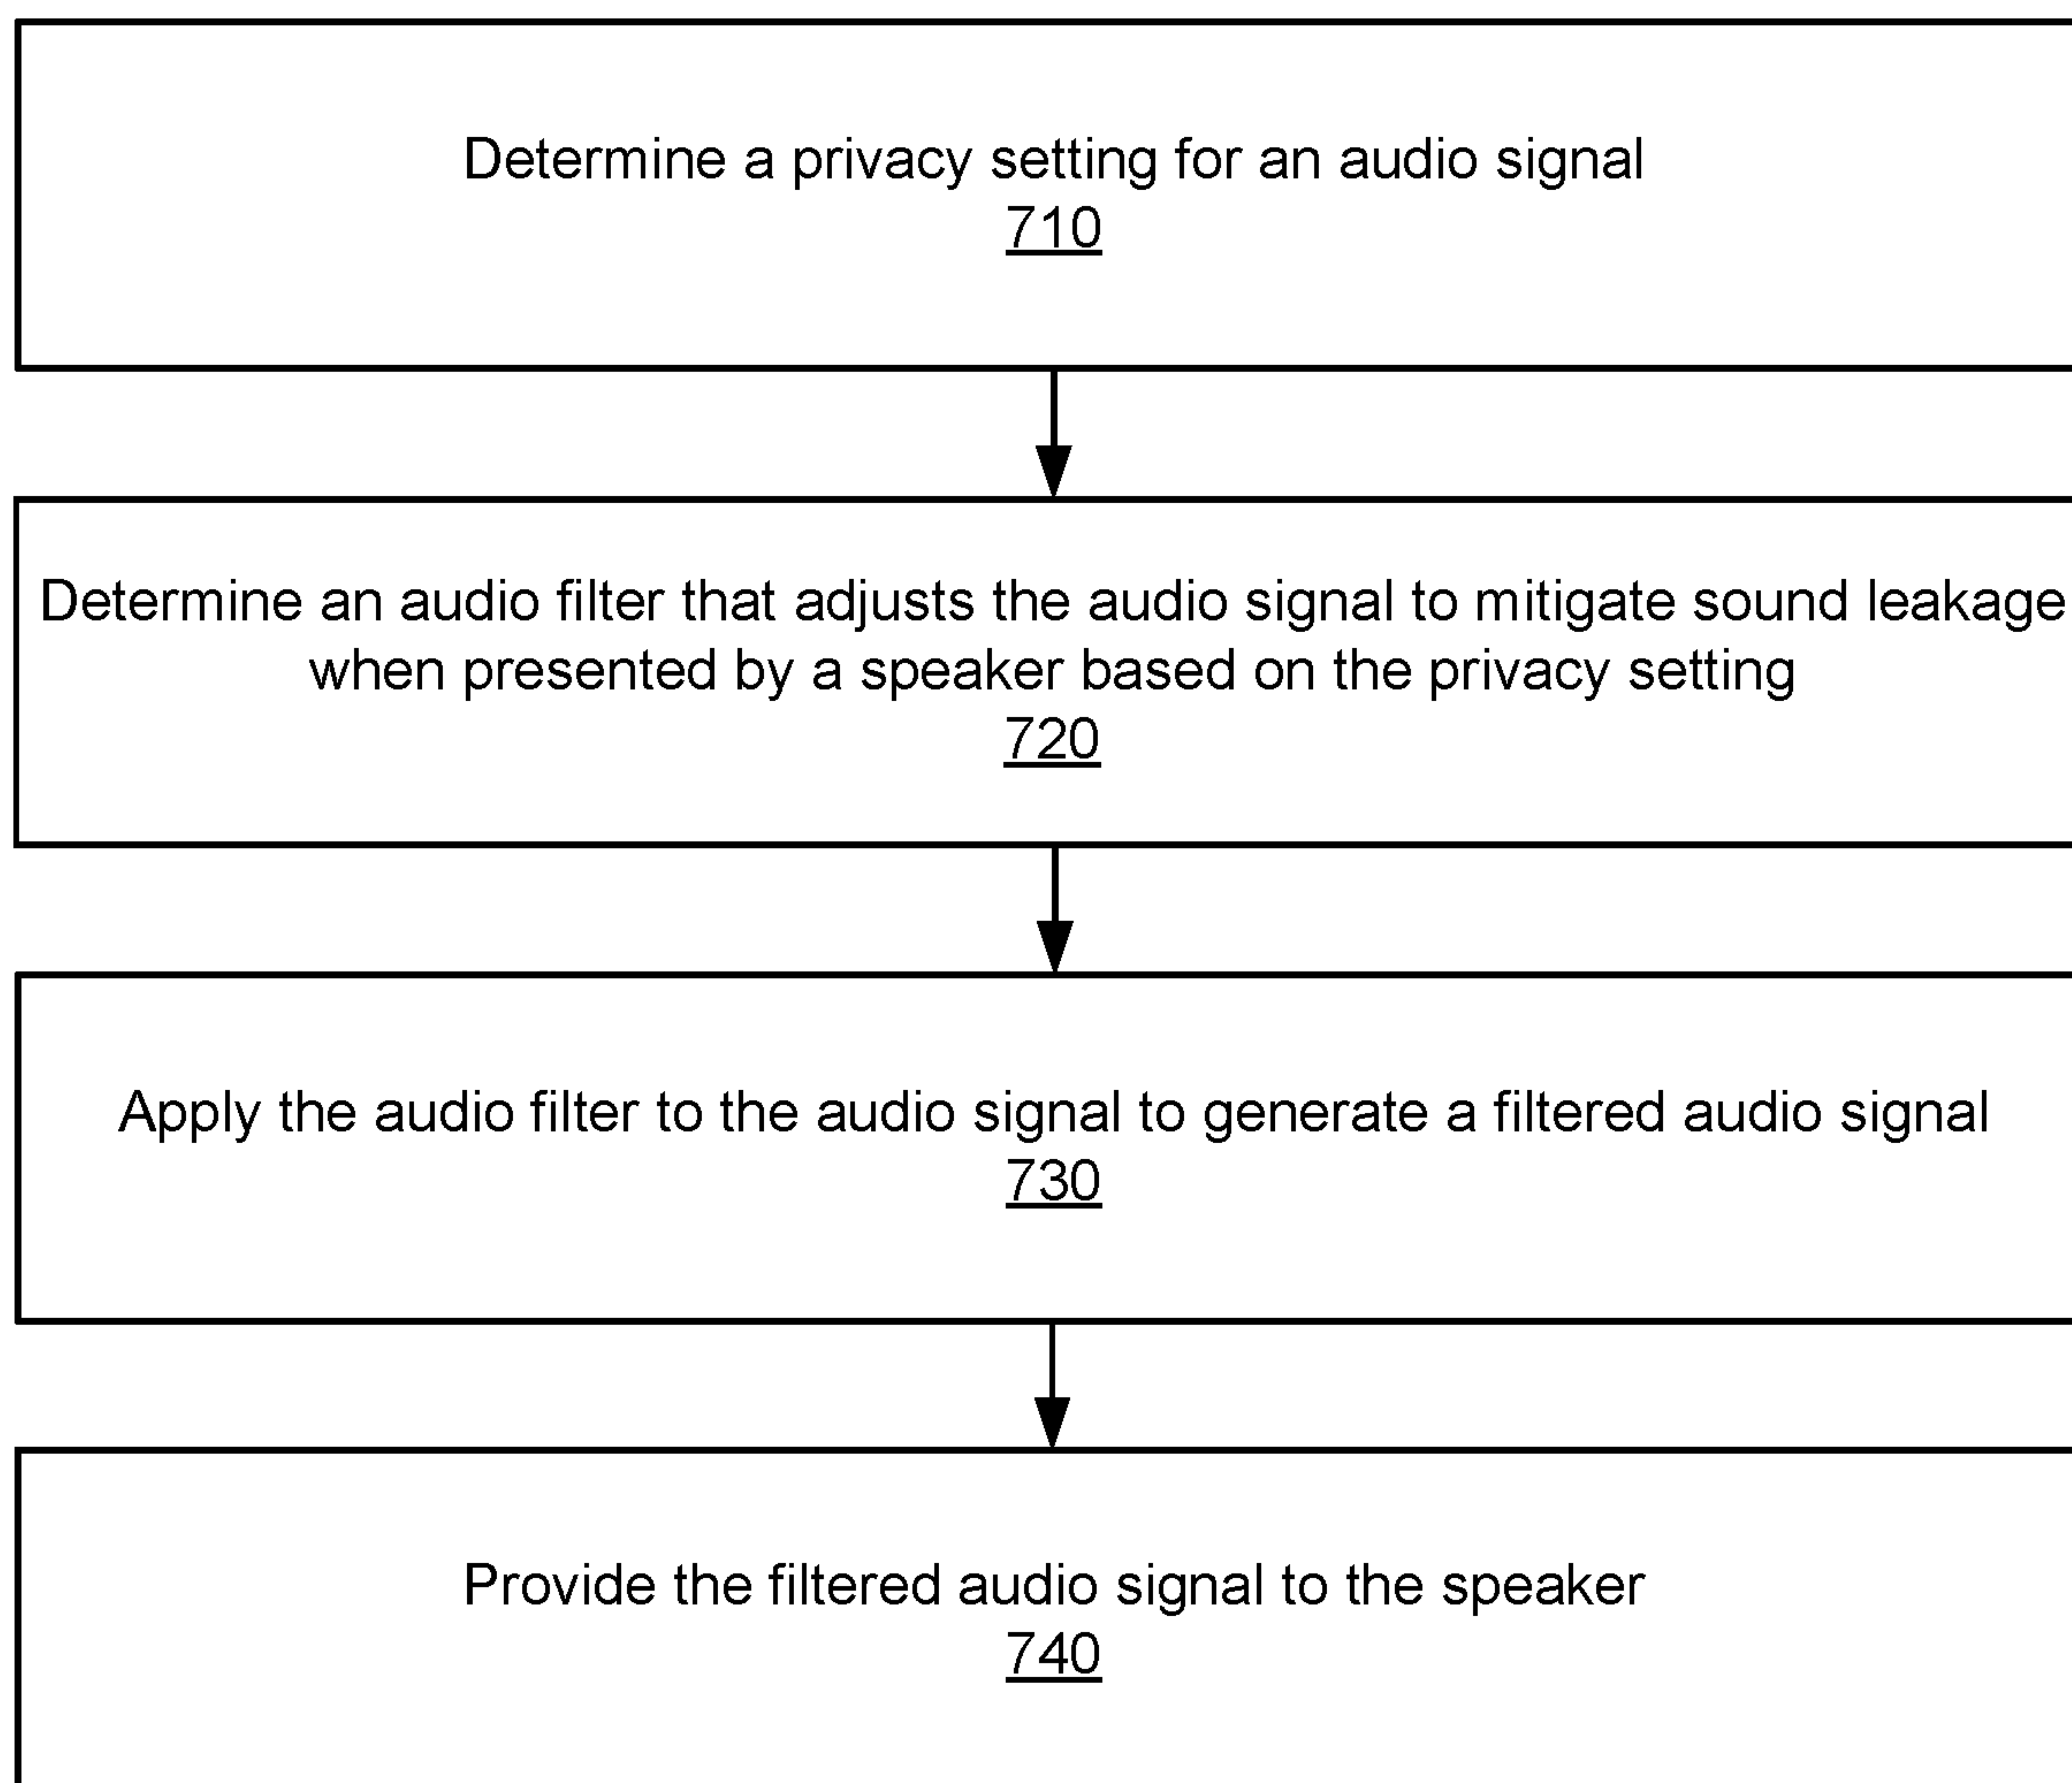 Determine a privacy setting for an audio signal
710
Determine an audio filter that adjusts the audio signal to mitigate sound leakage
when presented by a speaker based on the privacy setting
720
Apply the audio filter to the audio signal to generate a filtered audio signal
730
Provide the filtered audio signal to the speaker
740